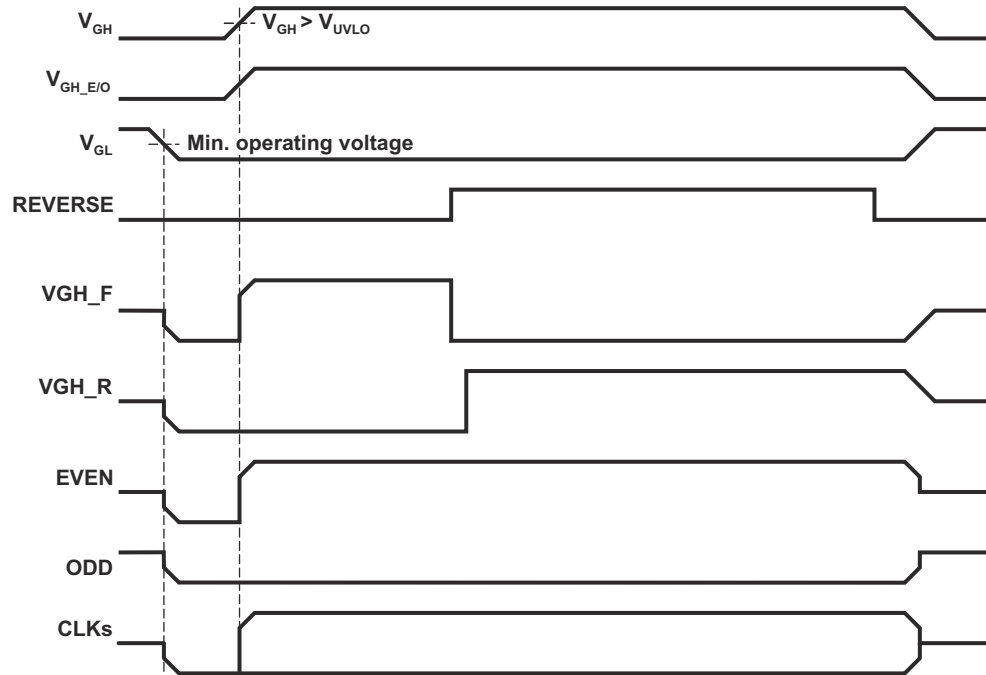 VGH
VGH > VUVLO
VGH_E/O
VGL
Min. operating voltage
REVERSE
VGH_F
VGH_R
EVEN
ODD
CLKs